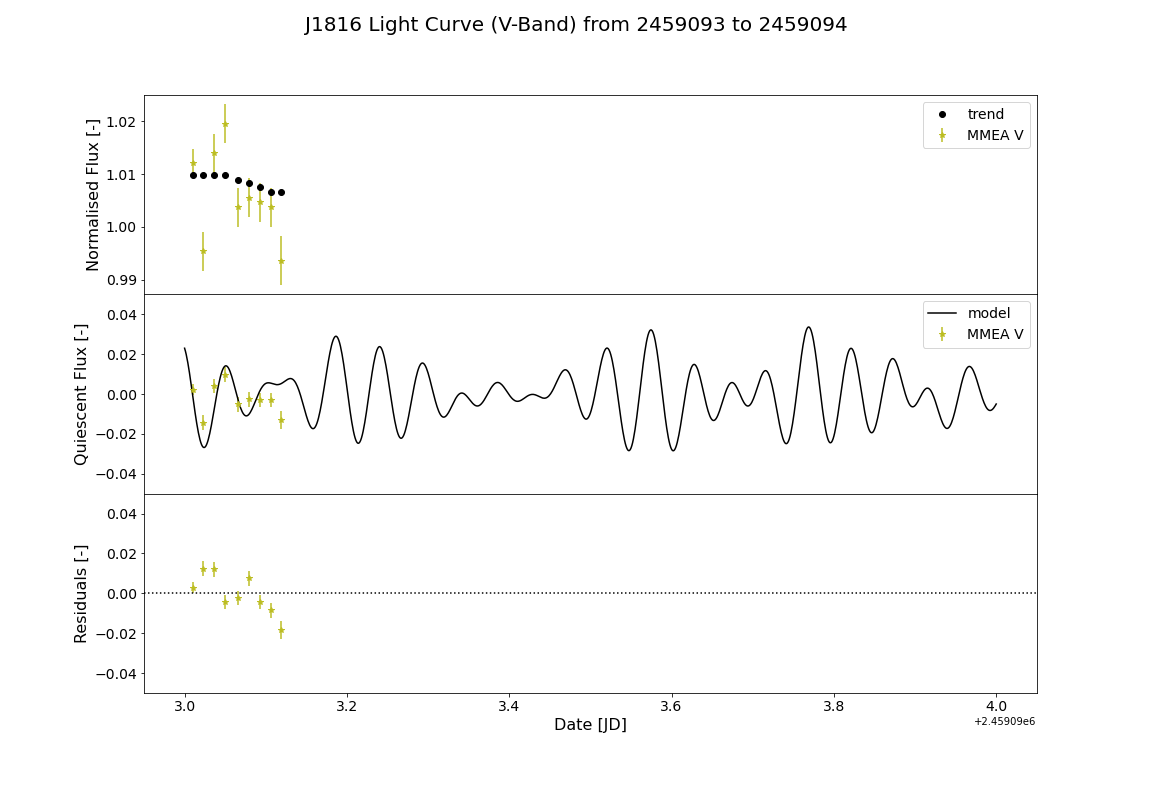 J1816 Light Curve (V-Band) from 2459093 to 2459094
Normalised Flux [-]
1.02
1.01
1.00
0.99
trend
MMEA V
Quiescent Flux [-]
0.04
0.02
0.00
−0.02
−0.04
model
MMEA V
Residuals [-]
0.04
0.02
0.00
−0.02
−0.04
3.0 3.2 3.4 3.6 3.8 4.0
Date [JD]
+2.45909e6